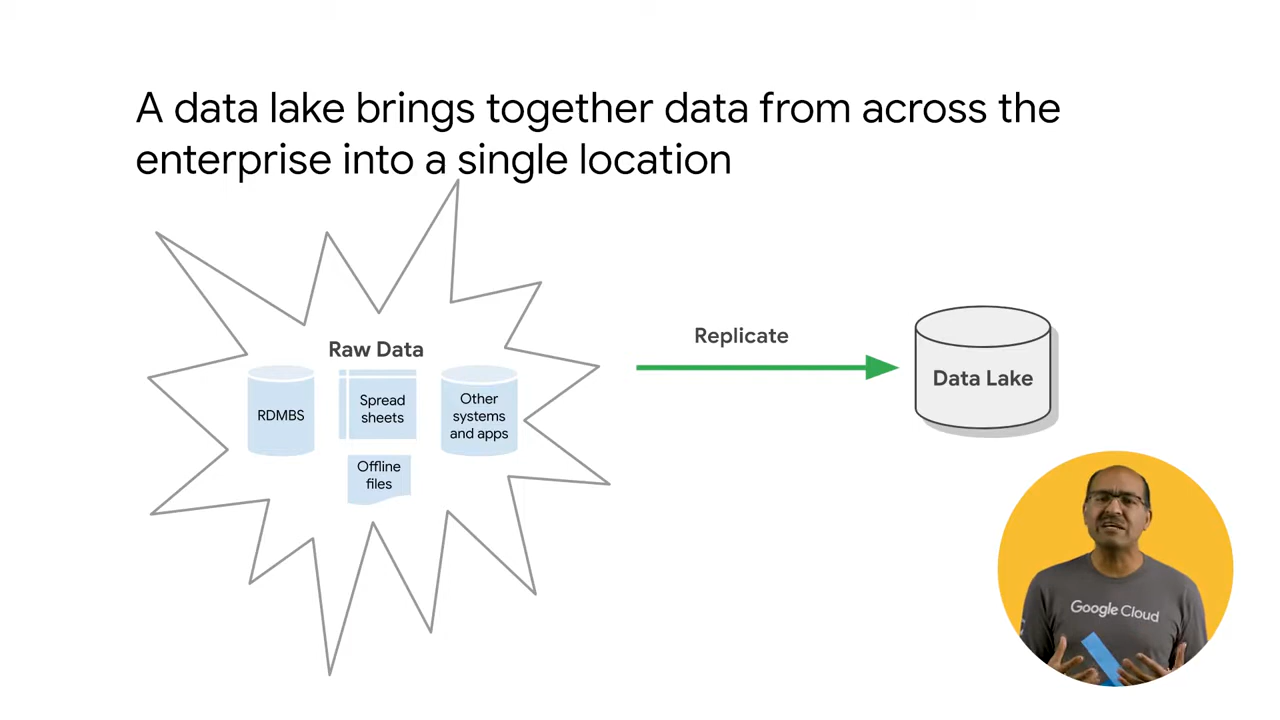 A data lake brings together data from across the
enterprise into a single location
Raw Data
RDMBS
Spread
sheets
Other
systems
and apps
Offline
files
Replicate
Data Lake
Google Cloud